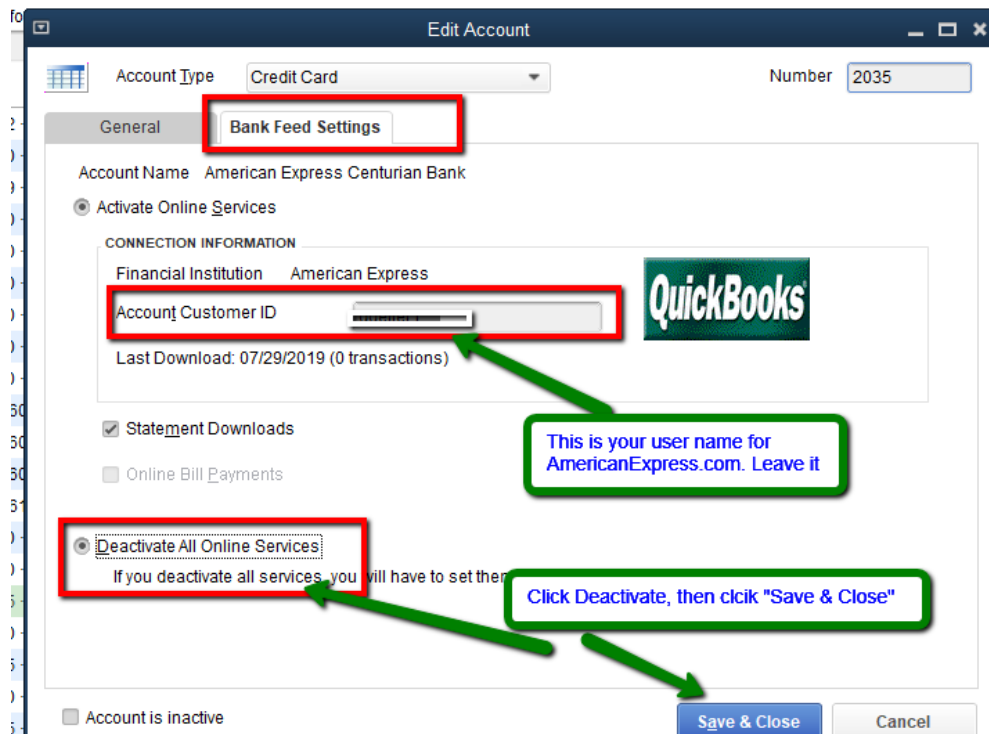 fo
Edit Account
Account Type Credit Card Number 2035
General Bank Feed Settings
Account Name American Express Centurian Bank
Activate Online Services
CONNECTION INFORMATION
Financial Institution American Express
QuickBooks
Account Customer ID
Last Download: 07/29/2019 (0 transactions)
Statement Downloads
This is your user name for
AmericanExpress.com. Leave it
Online Bill Payments
Deactivate All Online Services
If you deactivate all services, you will have to set them
Click Deactivate, then clcik "Save & Close"
Account is inactive
Save & Close Cancel